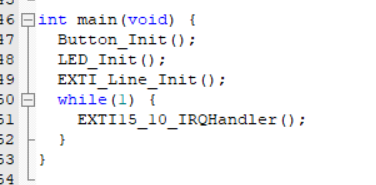 46 int main(void) {
47 Button_Init();
48 LED_Init();
49 EXTI_Line_Init();
50 while(1) {
51 EXTI15_10_IRQHandler();
52 }
53 }
54